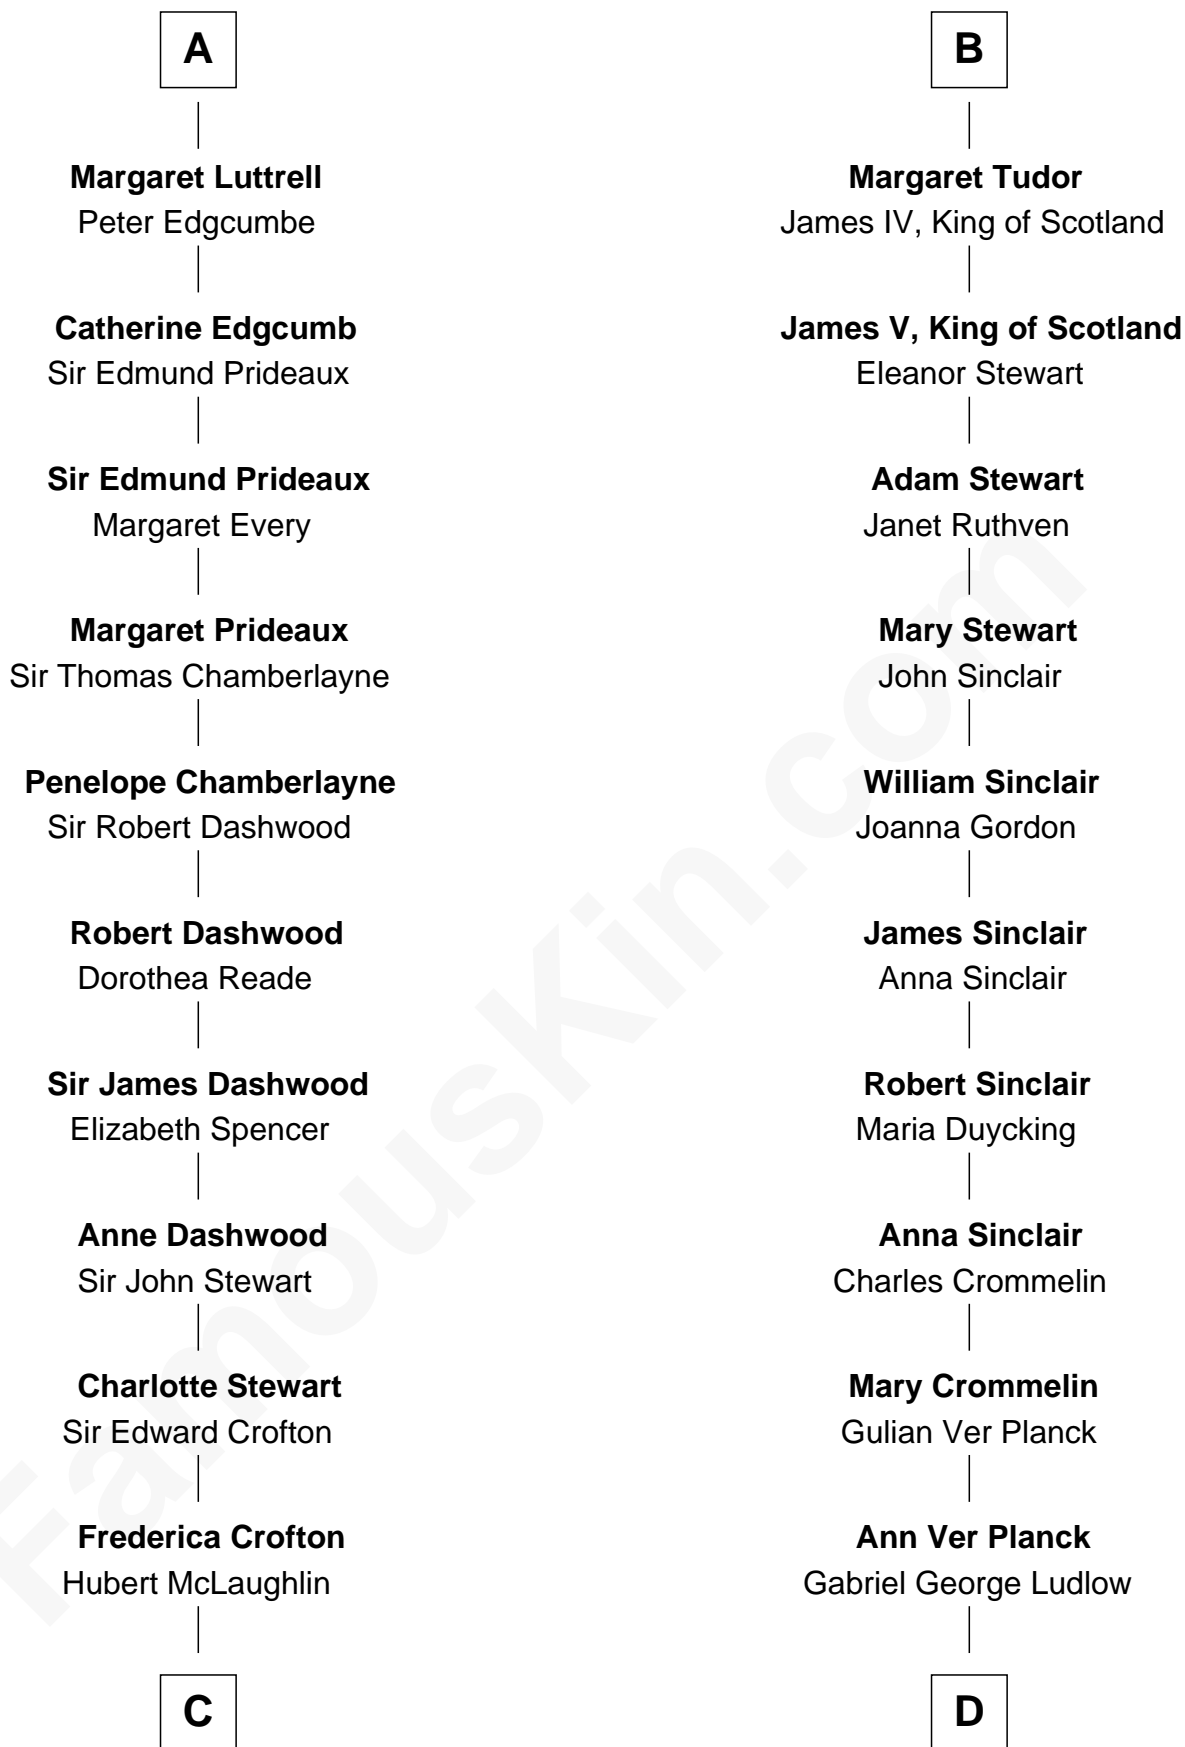 A
Margaret Luttrell
Peter Edgcumbe
Catherine Edgcumb
Sir Edmund Prideaux
Sir Edmund Prideaux
Margaret Every
Margaret Prideaux
Sir Thomas Chamberlayne
Penelope Chamberlayne
Sir Robert Dashwood
Robert Dashwood
Dorothea Reade
Sir James Dashwood
Elizabeth Spencer
Anne Dashwood
Sir John Stewart
Charlotte Stewart
Sir Edward Crofton
Frederica Crofton
Hubert McLaughlin
C
B
Margaret Tudor
James IV, King of Scotland
James V, King of Scotland
Eleanor Stewart
Adam Stewart
Janet Ruthven
Mary Stewart
John Sinclair
William Sinclair
Joanna Gordon
James Sinclair
Anna Sinclair
Robert Sinclair
Maria Duycking
Anna Sinclair
Charles Crommelin
Mary Crommelin
Gulian Ver Planck
Ann Ver Planck
Gabriel George Ludlow
D
FamousKin.com